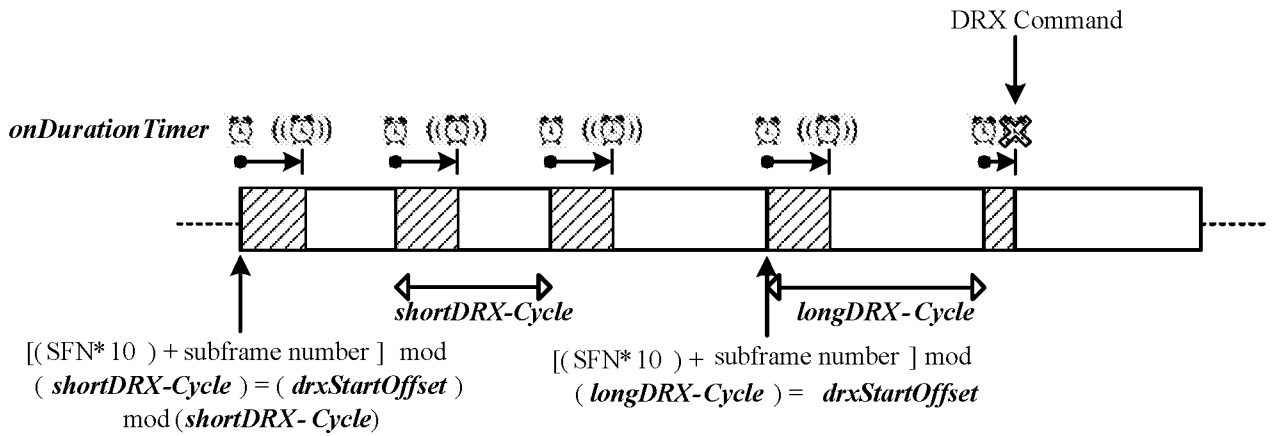 DRX Command
onDurationTimer
shortDRX-Cycle
longDRX-Cycle
[(SFN*10)+subframe number] mod
(shortDRX-Cycle)=(drxStartOffset)
mod(shortDRX-Cycle)
[(SFN*10)+ subframe number] mod
(longDRX-Cycle)= drxStartOffset